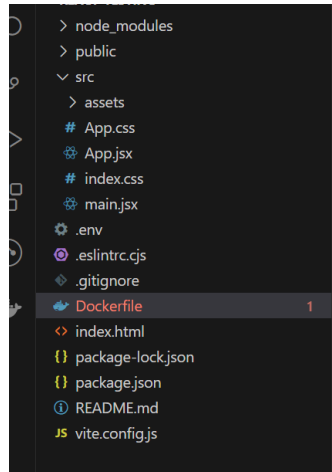 node_modules
public
src
assets
# App.css
App.jsx
# index.css
main.jsx
.env
.eslintrc.cjs
.gitignore
Dockerfile 1
<> index.html
{} package-lock.json
{} package.json
README.md
JS vite.config.js